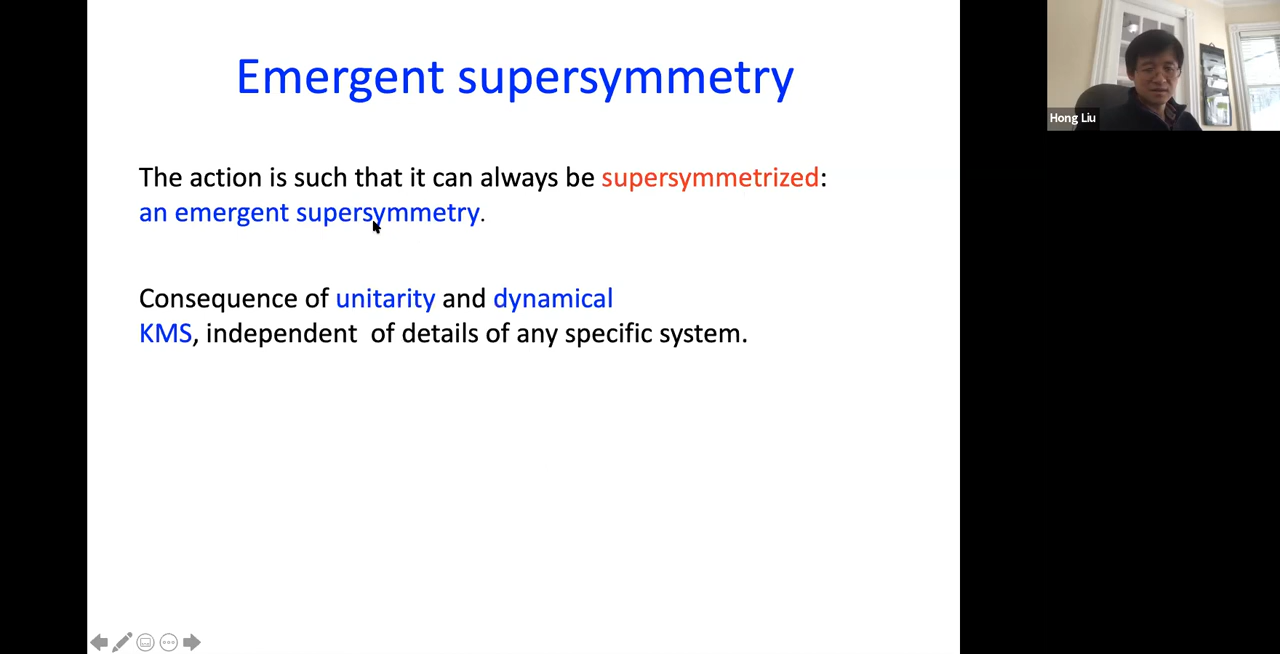 Emergent supersymmetry
The action is such that it can always be supersymmetrized:
an emergent supersymmetry.
Consequence of unitarity and dynamical
KMS, independent of details of any specific system.
Hong Liu